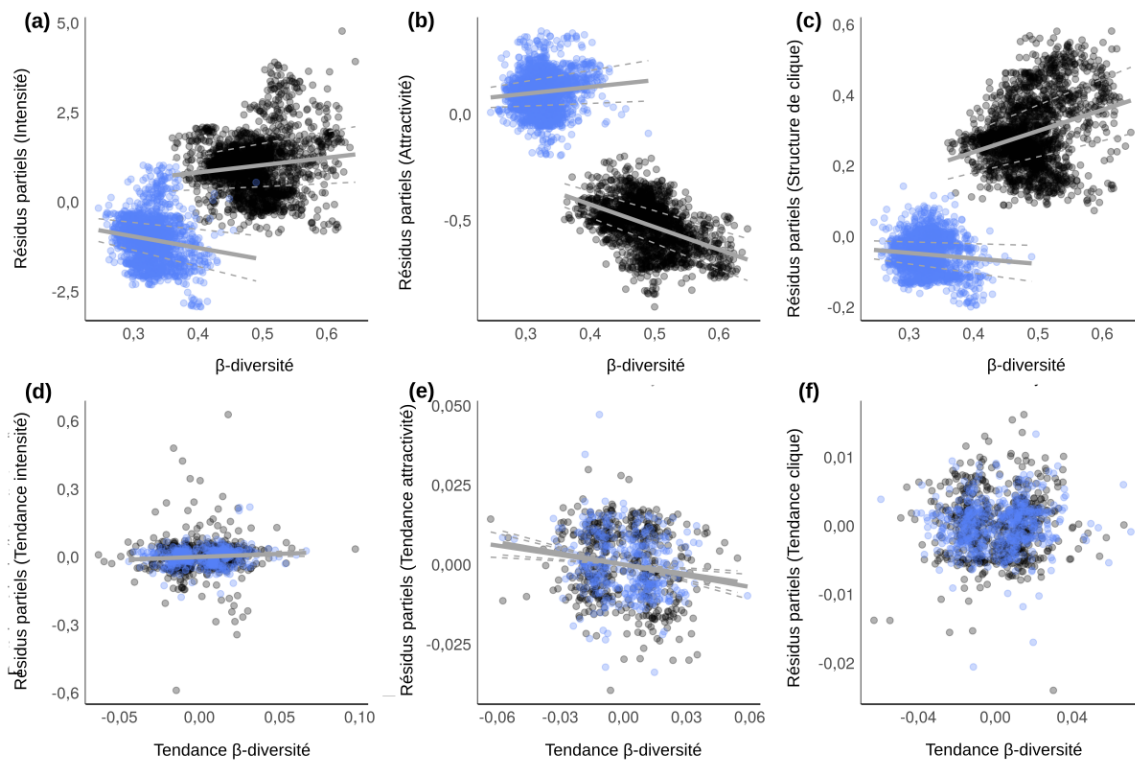 (a)
(b)
(c)
Résidus partiels (Intensité)
5,0
2,5
0,0
-2,5
0,3
0,4
0,5
0,6
β-diversité
Résidus partiels (Attractivité)
0,0
-0,5
0,3
0,4
0,5
0,6
β-diversité
Résidus partiels (Structure de clique)
0,6
0,4
0,2
0,0
-0,2
0,3
0,4
0,5
0,6
β-diversité
(d)
(e)
(f)
Résidus partiels (Tendance intensité)
0,6
0,3
0,0
-0,3
-0,6
-0,05
0,00
0,05
0,10
Tendance β-diversité
Résidus partiels (Tendance attractivité)
0,050
0,025
0,000
-0,025
-0,06
-0,03
0,00
0,03
0,06
Tendance β-diversité
Résidus partiels (Tendance clique)
0,01
0,00
-0,01
-0,02
-0,04
0,00
0,04
Tendance β-diversité